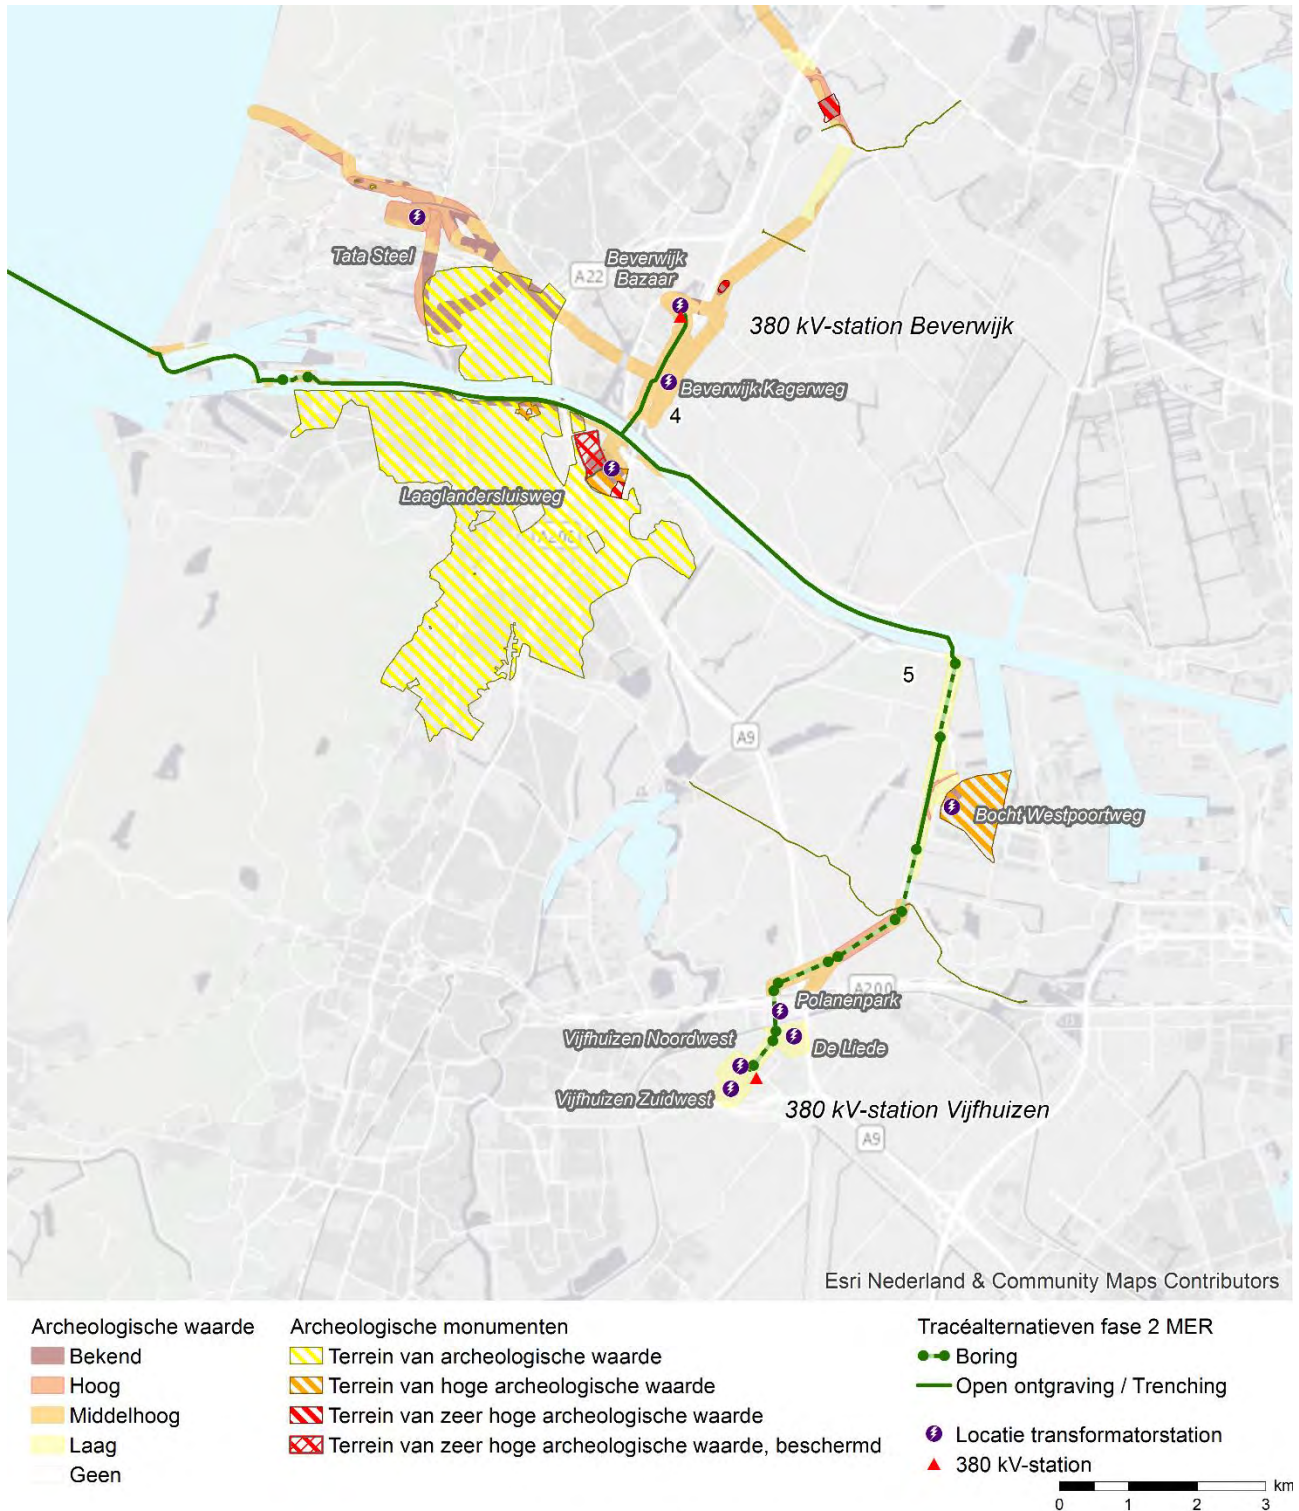 Tata Steel
A22
Beverwijk
Bazaar
380 kV-station Beverwijk
Beverwijk Kagerweg
4
Laaglandersluisweg
A208
5
A9
Bocht Westpoortweg
A200
Polanenpark
Vijfhuizen Noordwest
De Liede
Vijfhuizen Zuidwest
380 kV-station Vijfhuizen
A9
Esri Nederland & Community Maps Contributors
Archeologische waarde
Bekend
Hoog
Middelhoog
Laag
Geen
Archeologische monumenten
Terrein van archeologische waarde
Terrein van hoge archeologische waarde
Terrein van zeer hoge archeologische waarde
Terrein van zeer hoge archeologische waarde, beschermd
Tracéalternatieven fase 2 MER
Boring
Open ontgraving / Trenching
Locatie transformatorstation
380 kV-station
km
0 1 2 3